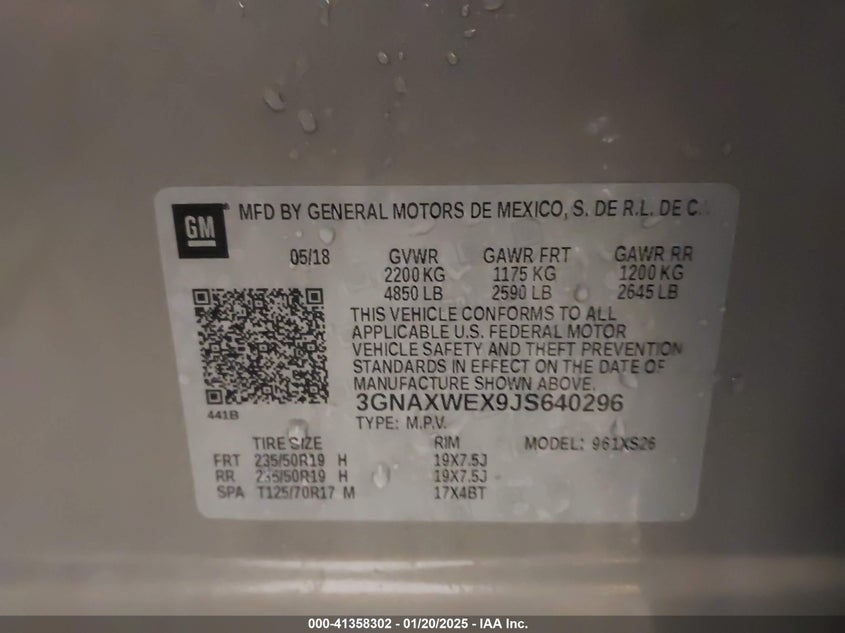 GM® MFD BY GENERAL MOTORS DE MEXICO, S. DE R.L. DE C.
05/18 GVWR GAWR FRT GAWR RR
2200 KG 1175 KG 1200 KG
4850 LB 2590 LB 2645 LB
THIS VEHICLE CONFORMS TO ALL
APPLICABLE U.S. FEDERAL MOTOR
VEHICLE SAFETY AND THEFT PREVENTION
STANDARDS IN EFFECT ON THE DATE OF
MANUFACTURE SHOWN ABOVE.
3GNAXWEX9JS640296
441B
TYPE: M.P.V.
TIRE SIZE RIM MODEL: 961XS26
FRT 235/50R19 H 19X7.5J
RR 235/50R19 H 19X7.5J
SPA T125/70R17 M 17X4BT
000-41358302 - 01/20/2025 - IAA Inc.